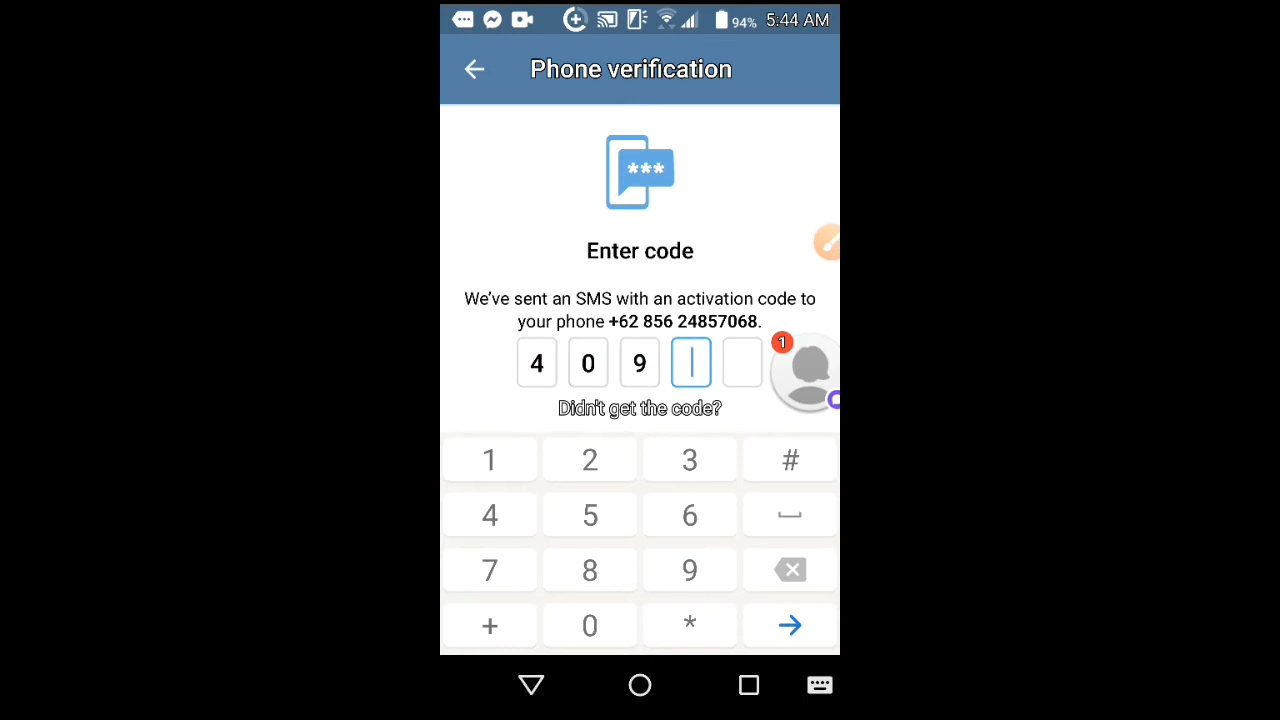 94% 5:44 AM
Phone verification
***
Enter code
We've sent an SMS with an activation code to
your phone +62 856 24857068.
4 0 9
1
Didn't get the code?
1 2 3 #
4 5 6
7 8 9
+ 0 *